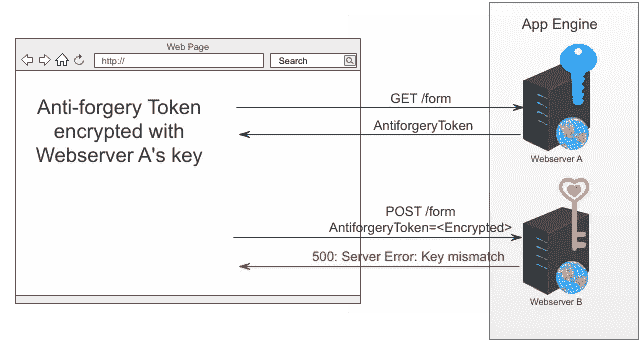 App Engine
Web Page
http://
Search
Anti-forgery Token
encrypted with
Webserver A's key
GET /form
AntiforgeryToken
Webserver A
POST /form
AntiforgeryToken=<Encrypted>
500: Server Error: Key mismatch
Webserver B